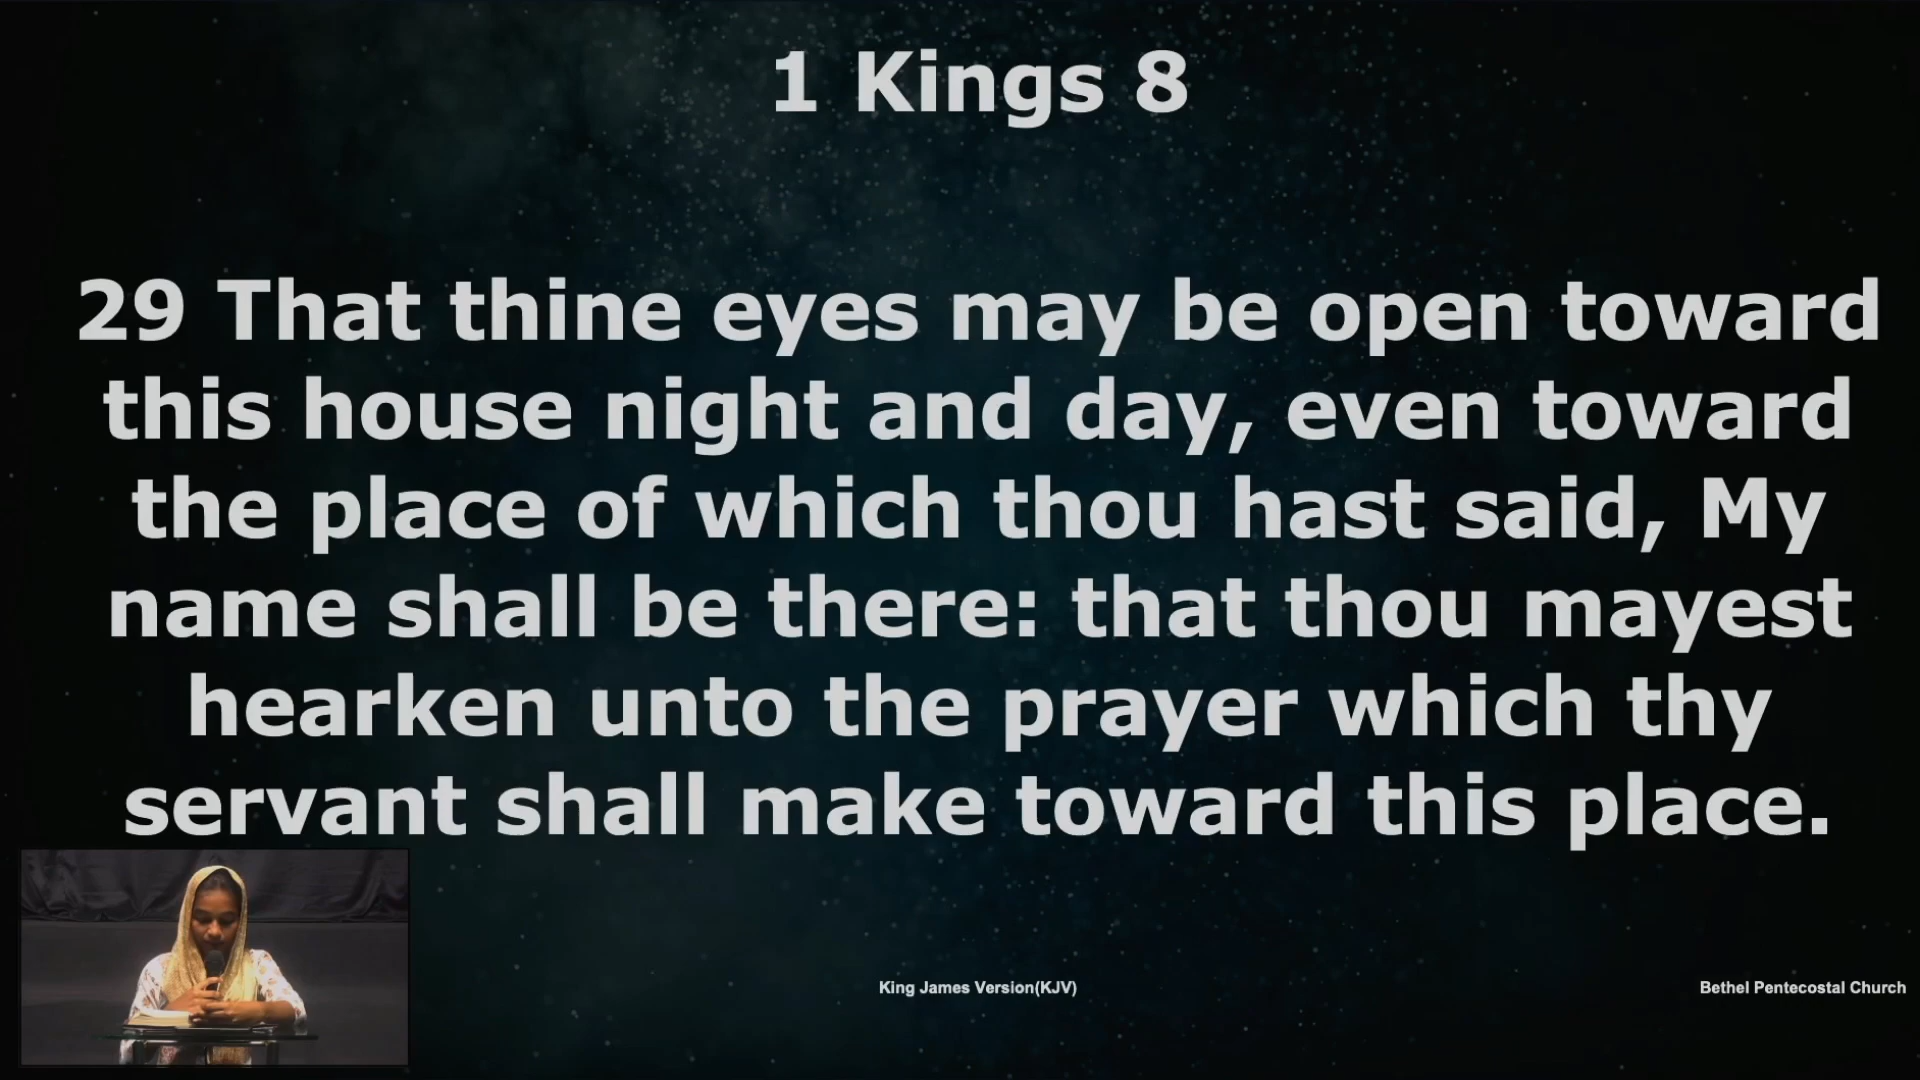 1 Kings 8
29 That thine eyes may be open toward
this house night and day, even toward
the place of which thou hast said, My
name shall be there: that thou mayest
hearken unto the prayer which thy
servant shall make toward this place.
King James Version(KJV)
Bethel Pentecostal Church